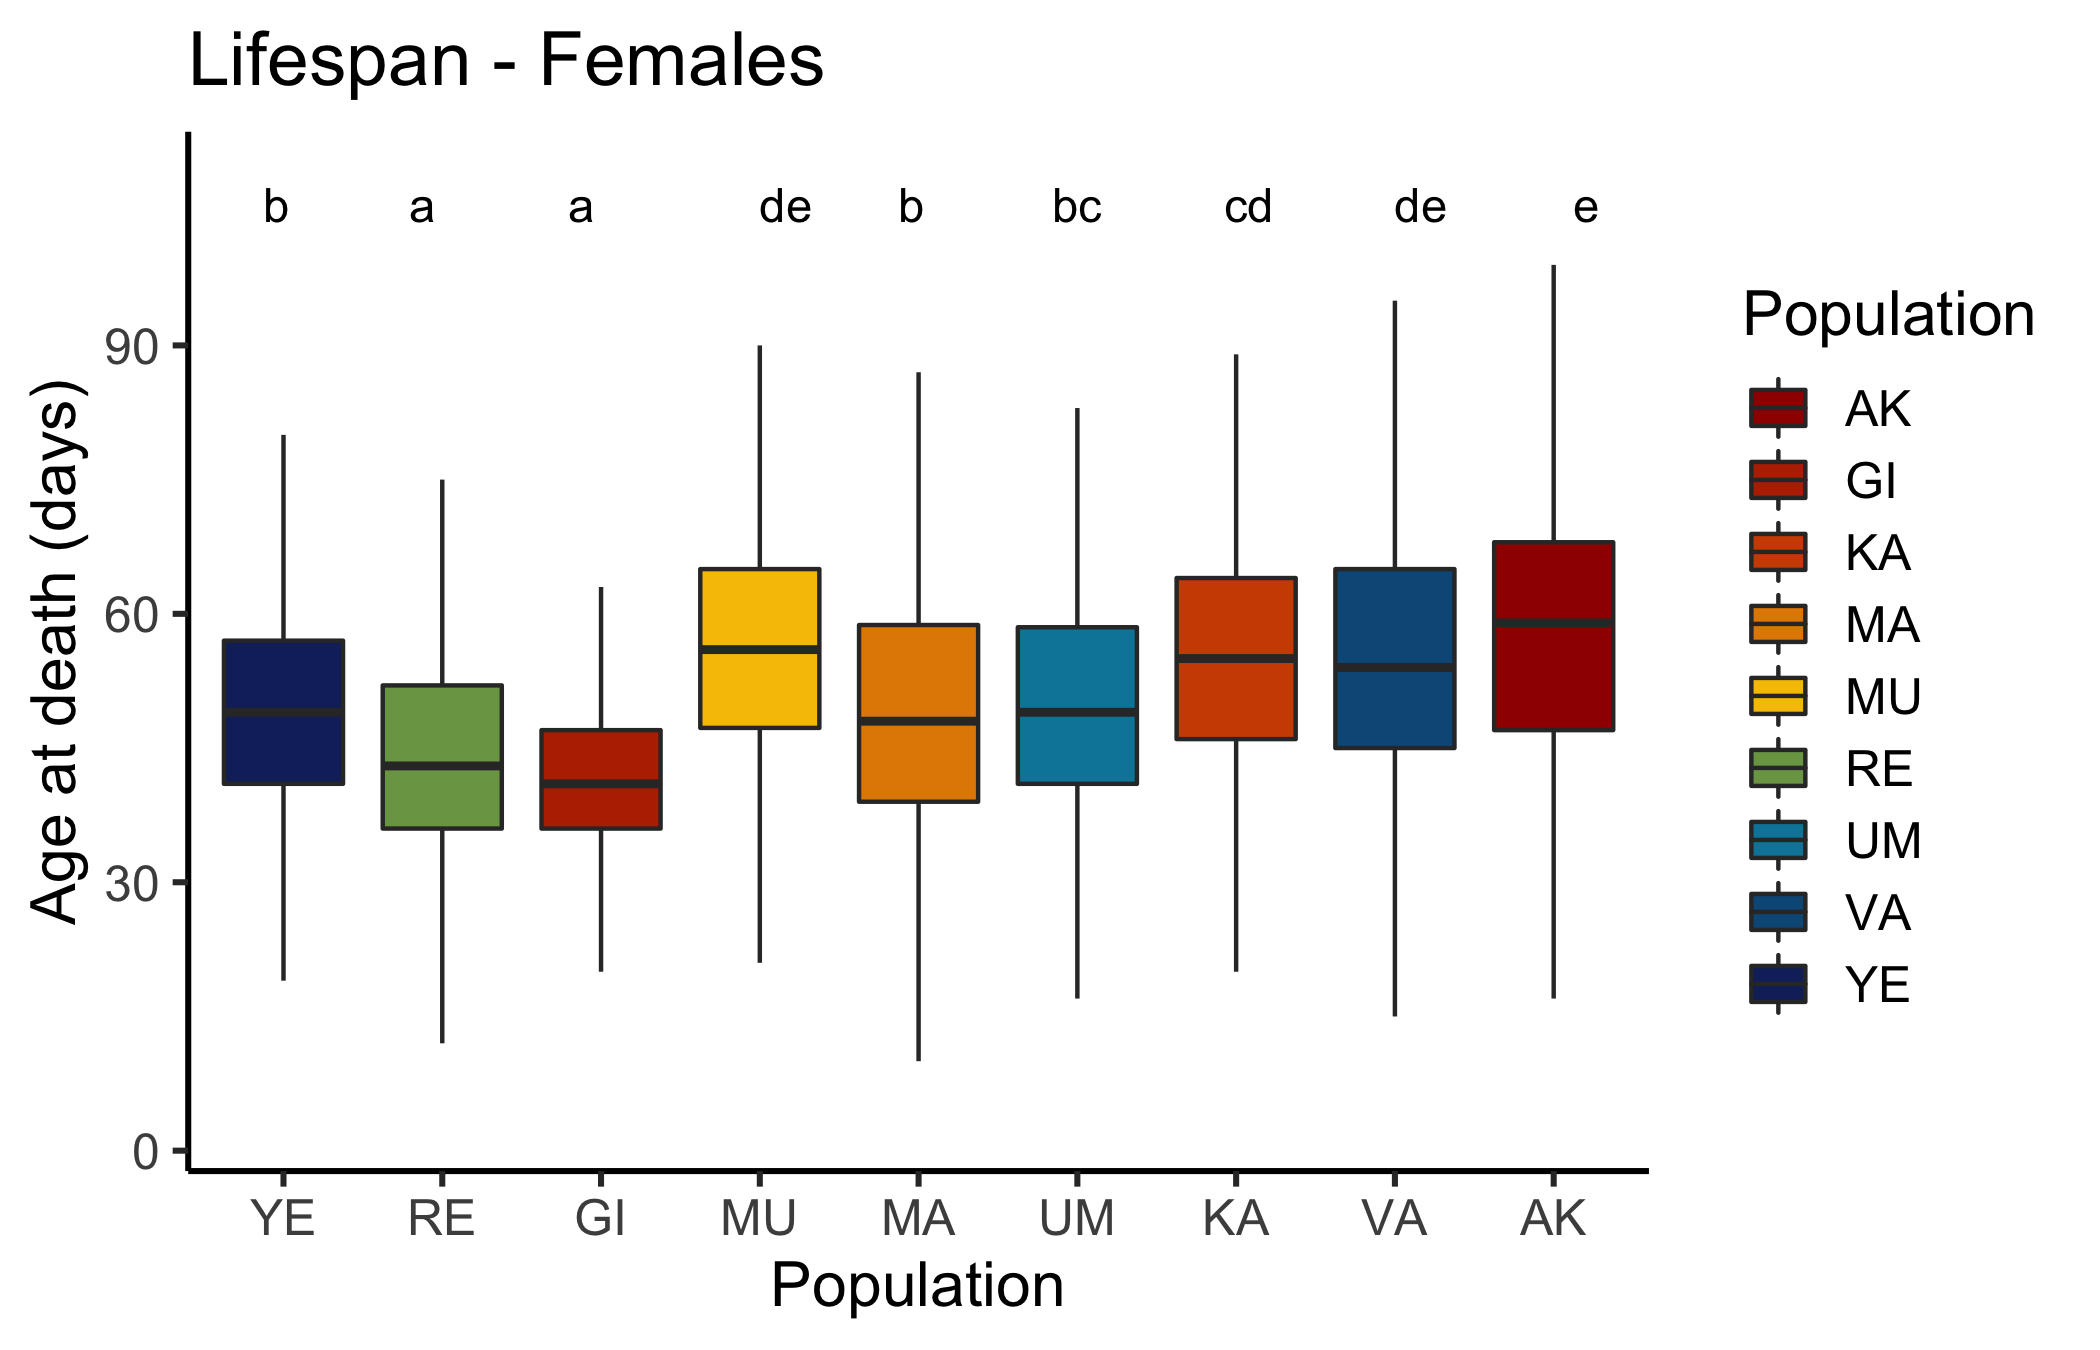 Lifespan - Females
b a a de b bc cd de e
Age at death (days)
90
60
30
0
YE RE GI MU MA UM KA VA AK
Population
Population
AK
GI
KA
MA
MU
RE
UM
VA
YE